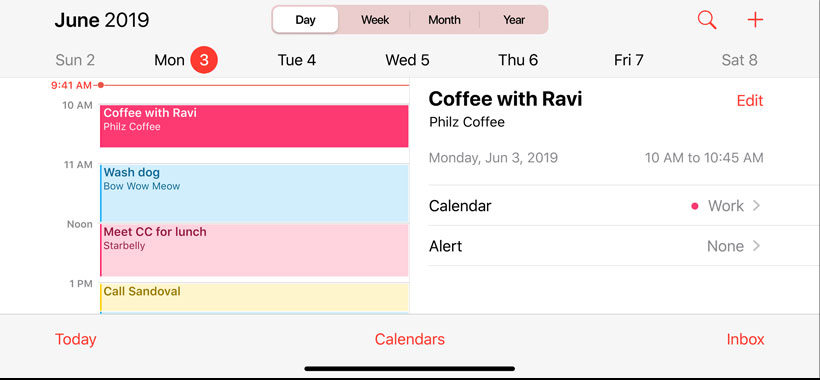 June 2019
Day Week Month Year
Sun 2 Mon 3 Tue 4 Wed 5 Thu 6 Fri 7 Sat 8
9:41 AM
10 AM
Coffee with Ravi
Philz Coffee
11 AM
Wash dog
Bow Wow Meow
Noon
Meet CC for lunch
Starbelly
1 PM
Call Sandoval
Coffee with Ravi Edit
Philz Coffee
Monday, Jun 3, 2019 10 AM to 10:45 AM
Calendar Work
Alert None
Today Calendars Inbox